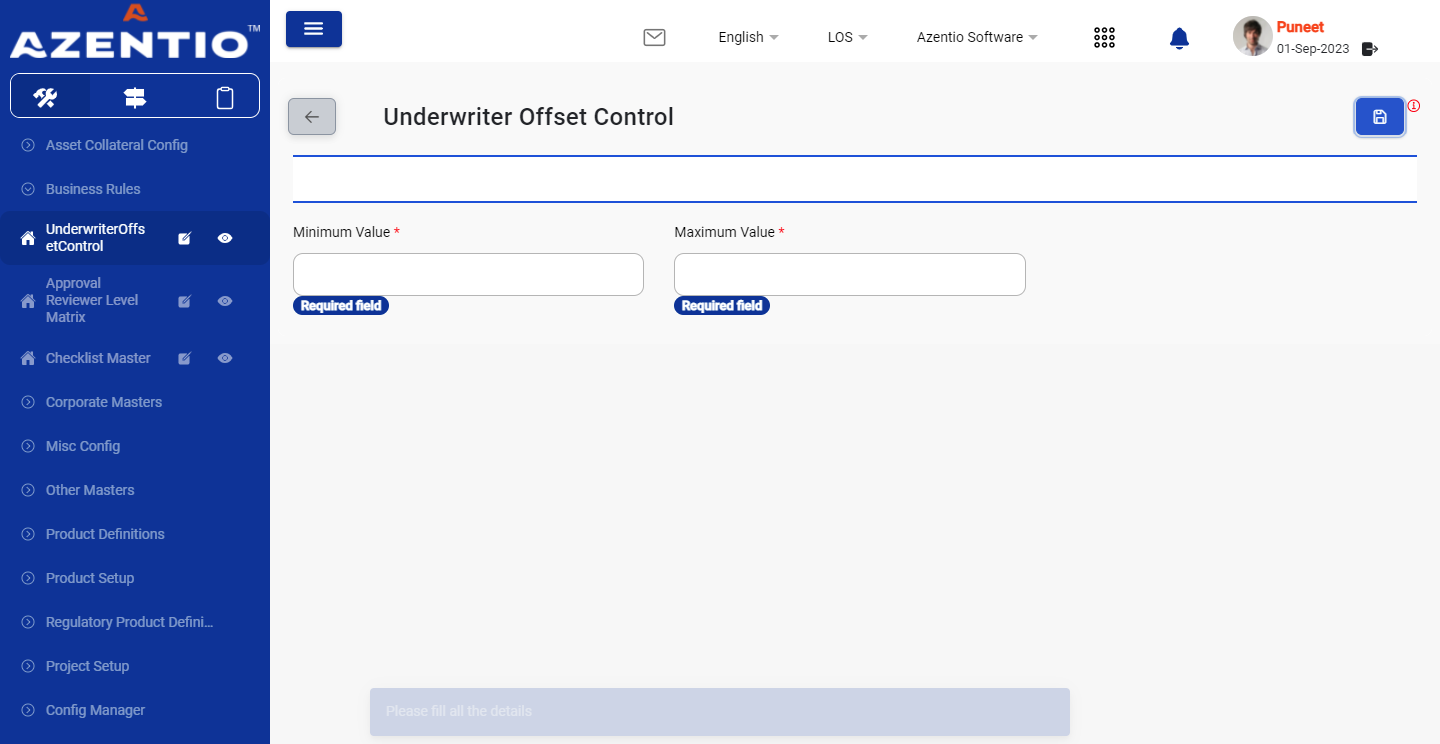 AZENTIO™
English
LOS
Azentio Software
Puneet
01-Sep-2023
Asset Collateral Config
Business Rules
UnderwriterOffs
etControl
Approval
Reviewer Level
Matrix
Checklist Master
Corporate Masters
Misc Config
Other Masters
Product Definitions
Product Setup
Regulatory Product Defini...
Project Setup
Config Manager
Underwriter Offset Control
Minimum Value *
Maximum Value *
Required field
Required field
Please fill all the details